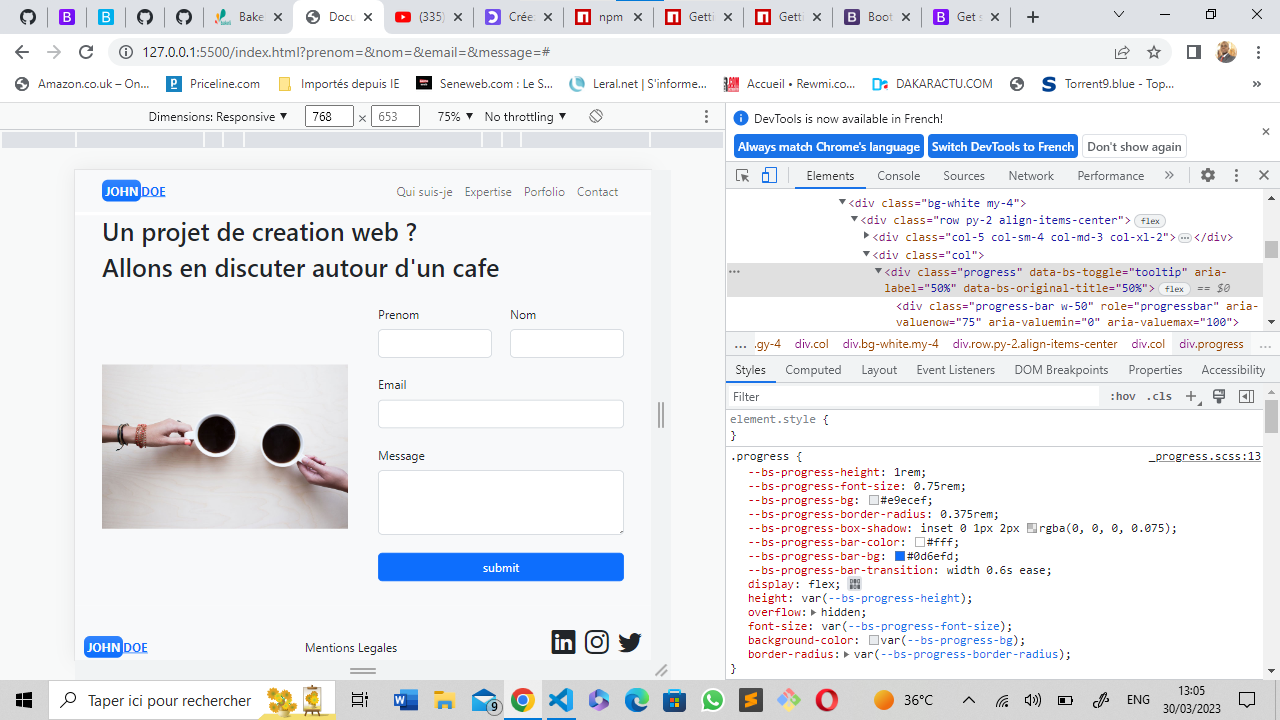 Bake
Docu
(335)
Crée
npm
Getti
Getti
Boot
Get s
127.0.0.1:5500/index.html?prenom=&nom=&email=&message=#
Amazon.co.uk – On...
Priceline.com
Importés depuis IE
Seneweb.com : Le S...
Leral.net | S'informe...
Accueil • Rewmi.co...
DAKARACTU.COM
Torrent9.blue - Top...
»
Dimensions: Responsive ▼ 768 × 653 75% ▼ No throttling ▼
DevTools is now available in French!
Always match Chrome's language
Switch DevTools to French
Don't show again
Elements Console Sources Network Performance »
JOHN DOE
Qui suis-je Expertise Porfolio Contact
Un projet de creation web ?
Allons en discuter autour d'un cafe
Prenom Nom
Email
Message
submit
JOHN DOE
Mentions Legales
▼<div class="bg-white my-4">
▼<div class="row py-2 align-items-center"> flex
▶<div class="col-5 col-sm-4 col-md-3 col-xl-2">…</div>
▼<div class="col">
▼<div class="progress" data-bs-toggle="tooltip" aria-
label="50%" data-bs-original-title="50%"> flex == $0
<div class="progress-bar w-50" role="progressbar" aria-
valuenow="75" aria-valuemin="0" aria-valuemax="100">
… .gy-4 div.col div.bg-white.my-4 div.row.py-2.align-items-center div.col div.progress …
Styles Computed Layout Event Listeners DOM Breakpoints Properties Accessibility
Filter :hov .cls +
element.style {
}
.progress { _progress.scss:13
--bs-progress-height: 1rem;
--bs-progress-font-size: 0.75rem;
--bs-progress-bg: #e9ecef;
--bs-progress-border-radius: 0.375rem;
--bs-progress-box-shadow: inset 0 1px 2px rgba(0, 0, 0, 0.075);
--bs-progress-bar-color: #fff;
--bs-progress-bar-bg: #0d6efd;
--bs-progress-bar-transition: width 0.6s ease;
display: flex;
height: var(--bs-progress-height);
overflow:▶hidden;
font-size: var(--bs-progress-font-size);
background-color: var(--bs-progress-bg);
border-radius:▶var(--bs-progress-border-radius);
}
Taper ici pour rechercher
9
36°C
ENG
13:05
30/03/2023